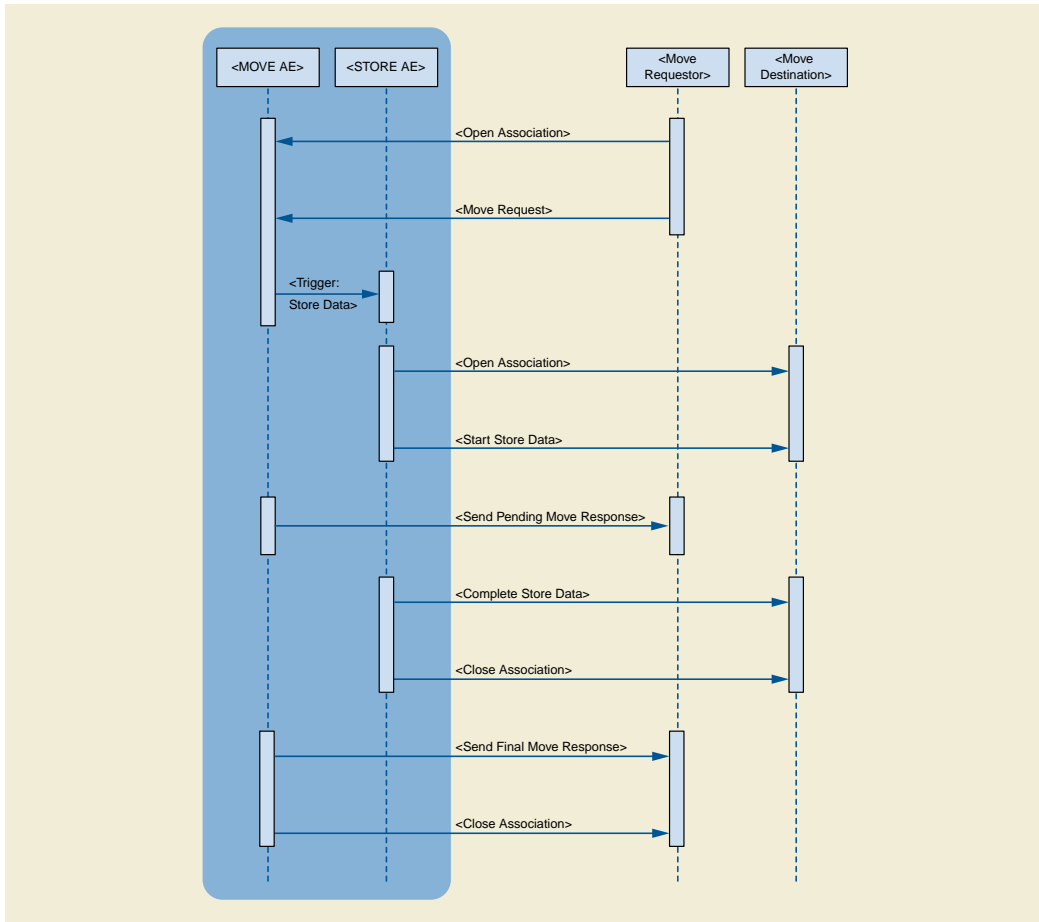 <MOVE AE>
<STORE AE>
<Move
Requestor>
<Move
Destination>
<Open Association>
<Move Request>
<Trigger:
Store Data>
<Open Association>
<Start Store Data>
<Send Pending Move Response>
<Complete Store Data>
<Close Association>
<Send Final Move Response>
<Close Association>